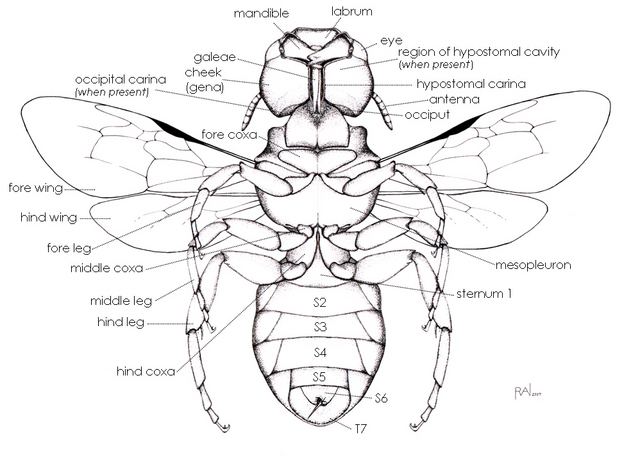 mandible
labrum
eye
galeae
region of hypostomal cavity
(when present)
cheek
(gena)
occipital carina
(when present)
hypostomal carina
antenna
occiput
fore coxa
fore wing
hind wing
fore leg
middle coxa
mesopleuron
middle leg
sternum 1
hind leg
S2
S3
S4
hind coxa
S5
S6
T7